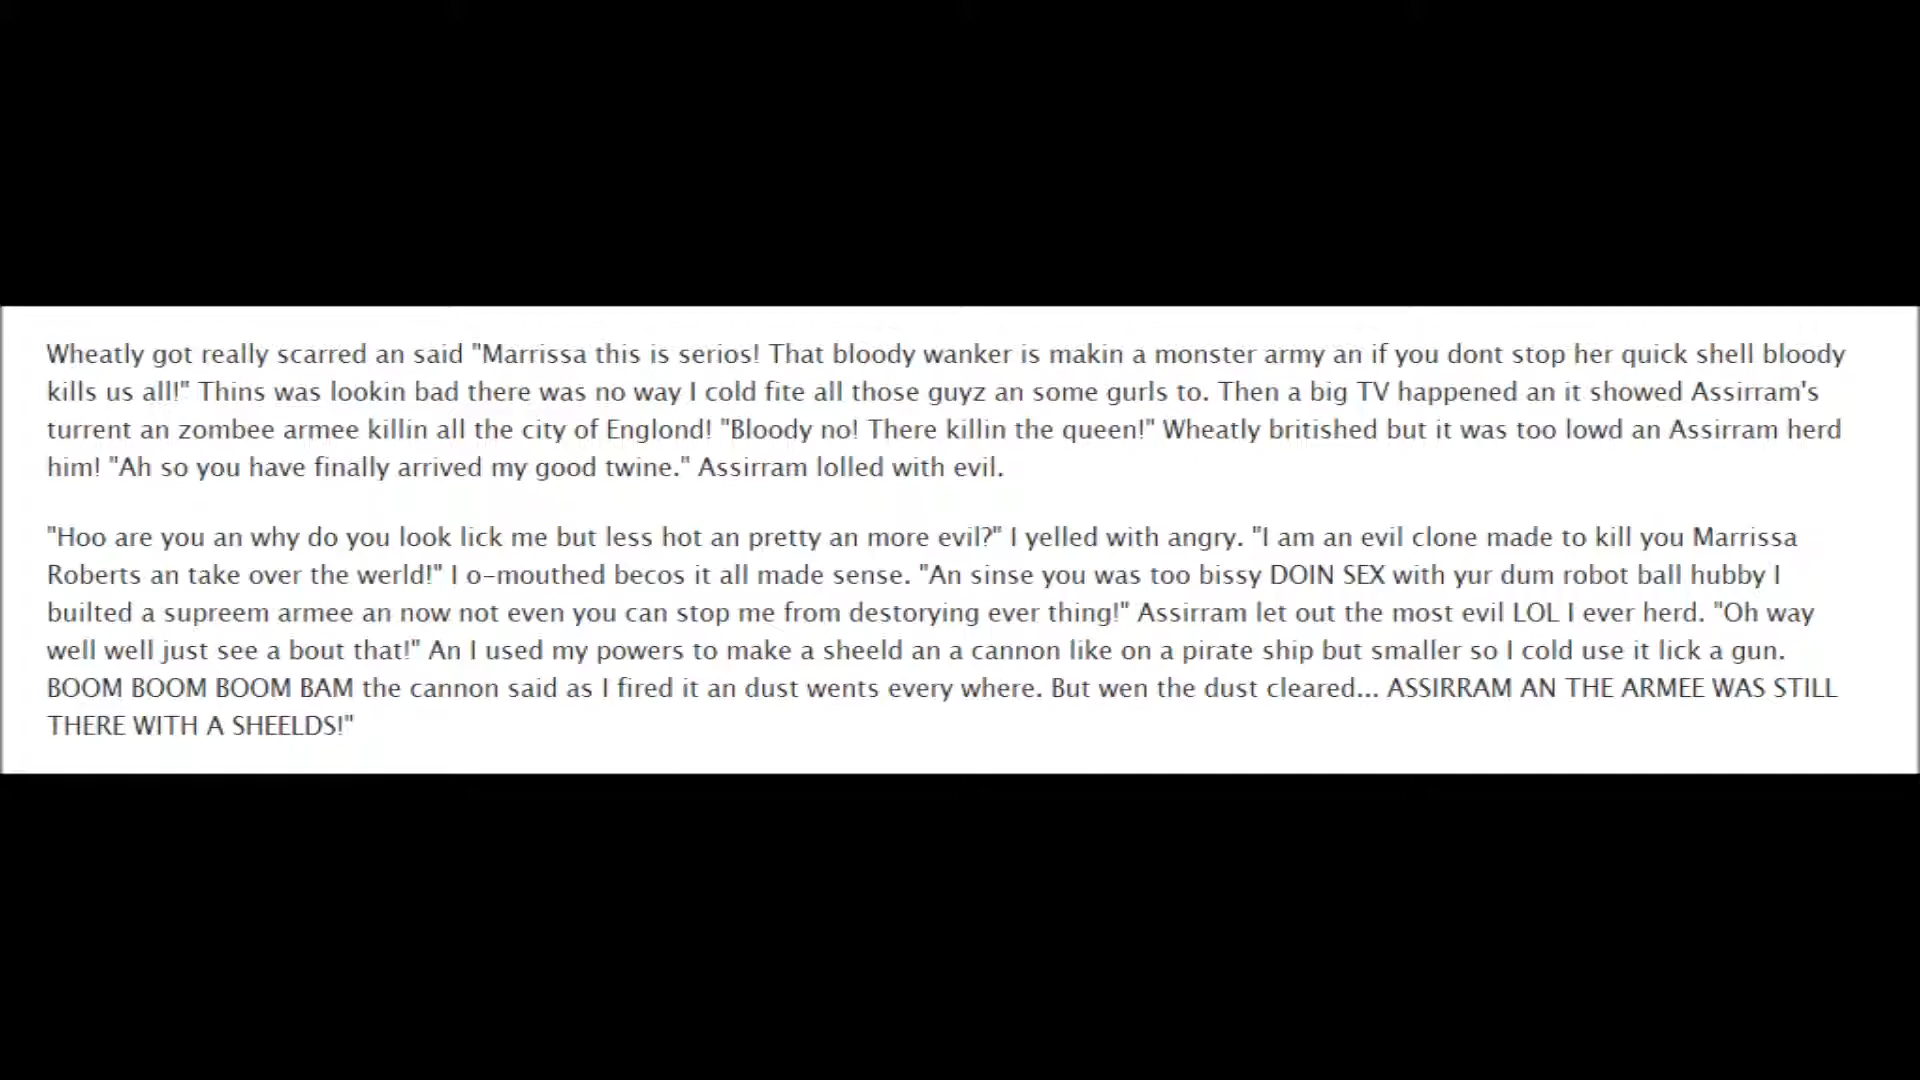 Wheatly got really scarred an said "Marrissa this is serios! That bloody wanker is makin a monster army an if you dont stop her quick shell bloody
kills us all!" Thins was lookin bad there was no way I cold fite all those guyz an some gurls to. Then a big TV happened an it showed Assirram's
turrent an zombee armee killin all the city of Englond! "Bloody no! There killin the queen!" Wheatly britished but it was too lowd an Assirram herd
him! "Ah so you have finally arrived my good twine." Assirram lolled with evil.
"Hoo are you an why do you look lick me but less hot an pretty an more evil?" I yelled with angry. "I am an evil clone made to kill you Marrissa
Roberts an take over the werld!" I o-mouthed becos it all made sense. "An sinse you was too bissy DOIN SEX with yur dum robot ball hubby I
builted a supreem armee an now not even you can stop me from destorying ever thing!" Assirram let out the most evil LOL I ever herd. "Oh way
well well just see a bout that!" An I used my powers to make a sheeld an a cannon like on a pirate ship but smaller so I cold use it lick a gun.
BOOM BOOM BOOM BAM the cannon said as I fired it an dust wents every where. But wen the dust cleared... ASSIRRAM AN THE ARMEE WAS STILL
THERE WITH A SHEELDS!"